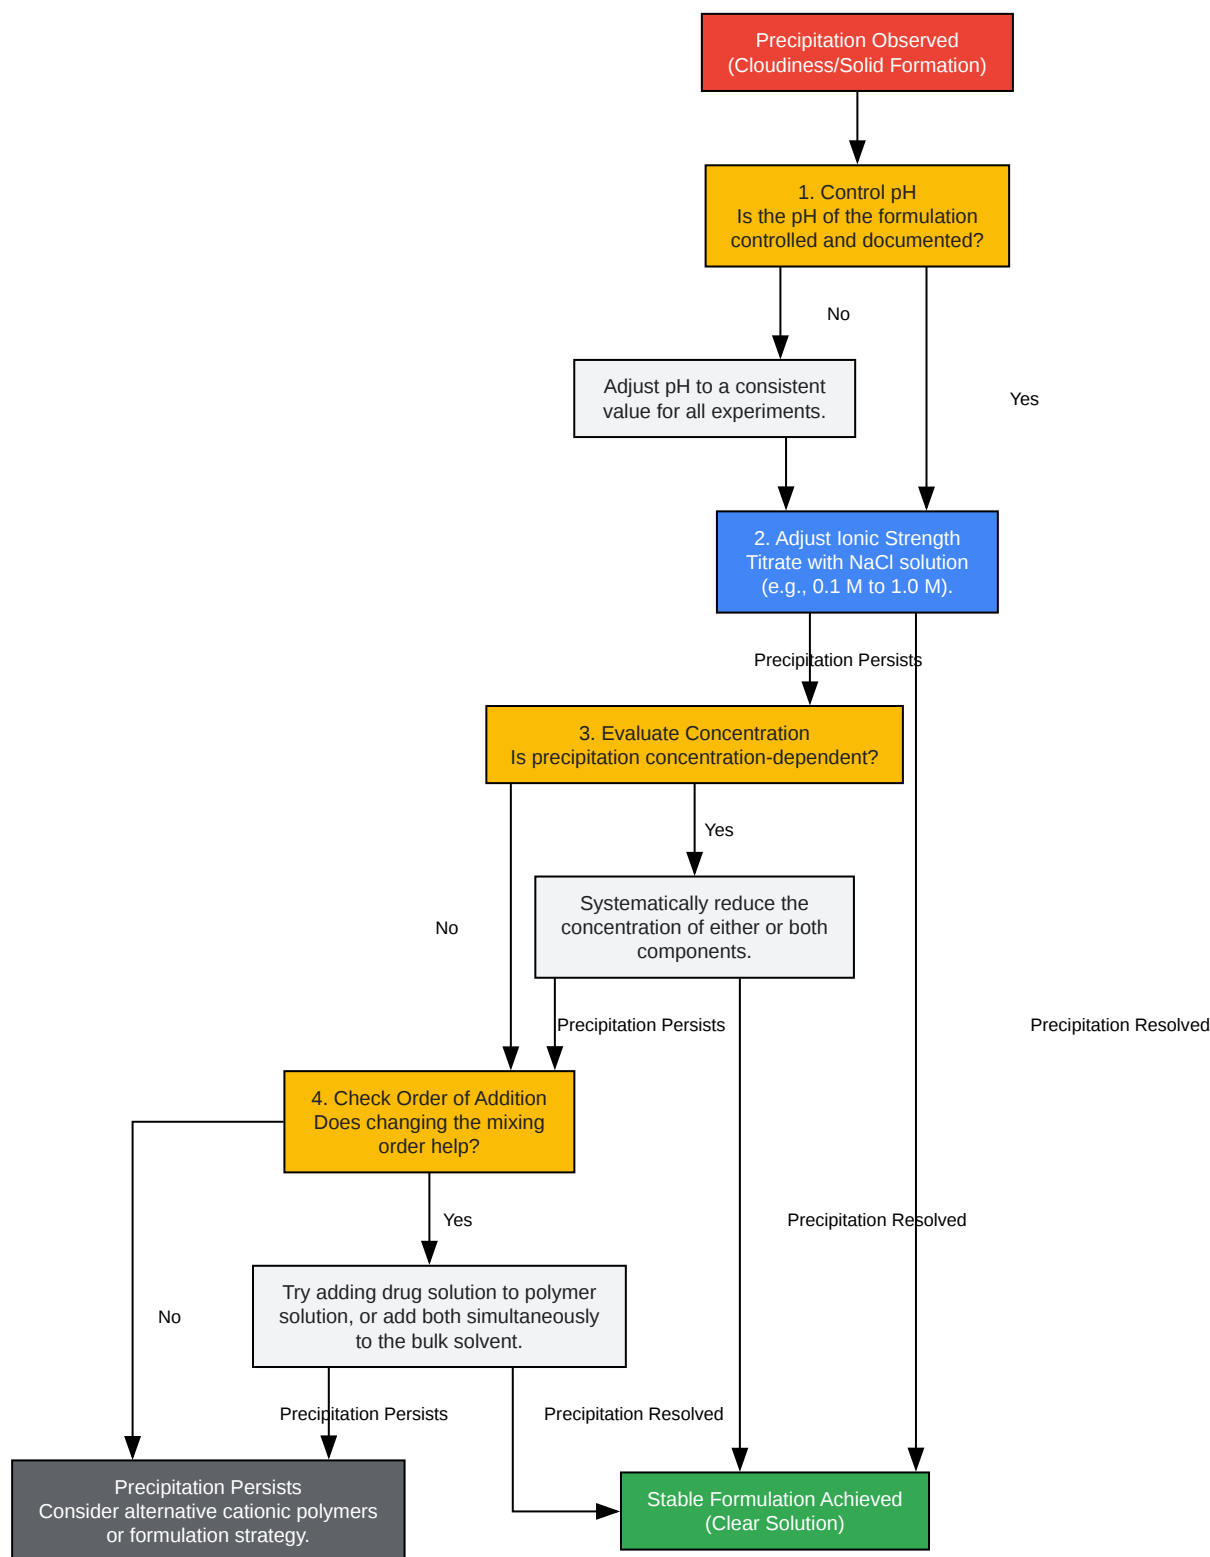 Precipitation Observed
(Cloudiness/Solid Formation)
1. Control pH
Is the pH of the formulation
controlled and documented?
No
Adjust pH to a consistent
value for all experiments.
Yes
2. Adjust Ionic Strength
Titrate with NaCl solution
(e.g., 0.1 M to 1.0 M).
Precipitation Persists
3. Evaluate Concentration
Is precipitation concentration-dependent?
Yes
Systematically reduce the
concentration of either or both
components.
No
Precipitation Persists
Precipitation Resolved
4. Check Order of Addition
Does changing the mixing
order help?
Yes
Precipitation Resolved
Try adding drug solution to polymer
solution, or add both simultaneously
to the bulk solvent.
No
Precipitation Persists
Precipitation Resolved
Precipitation Persists
Consider alternative cationic polymers
or formulation strategy.
Stable Formulation Achieved
(Clear Solution)